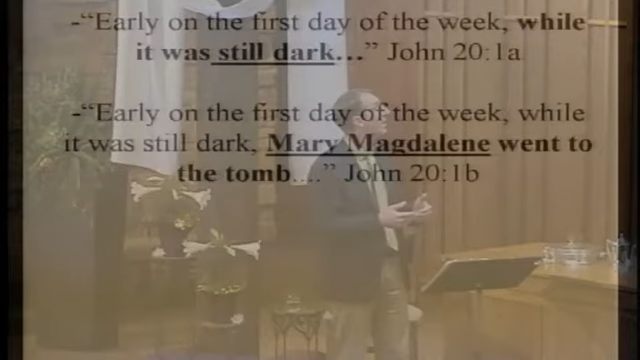 -“Early on the first day of the week, while
it was still dark…” John 20:1a
-“Early on the first day of the week, while
it was still dark, Mary Magdalene went to
the tomb....” John 20:1b